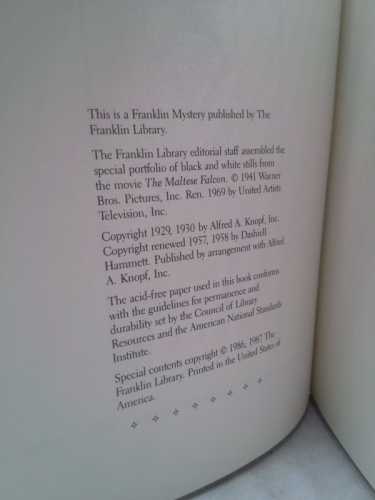 This is a Franklin Mystery published by The
Franklin Library.
The Franklin Library editorial staff assembled the
special portfolio of black and white stills from
the movie The Maltese Falcon. © 1941 Warner
Bros. Pictures, Inc. Ren. 1969 by United Artists
Television, Inc.
Copyright 1929, 1930 by Alfred A. Knopf, Inc.
Copyright renewed 1957, 1958 by Dashiell
Hammett. Published by arrangement with Alfred
A. Knopf, Inc.
The acid-free paper used in this book conforms
with the guidelines for permanence and
durability set by the Council of Library
Resources and the American National Standards
Institute.
Special contents copyright © 1986, 1987 The
Franklin Library. Printed in the United States of
America.